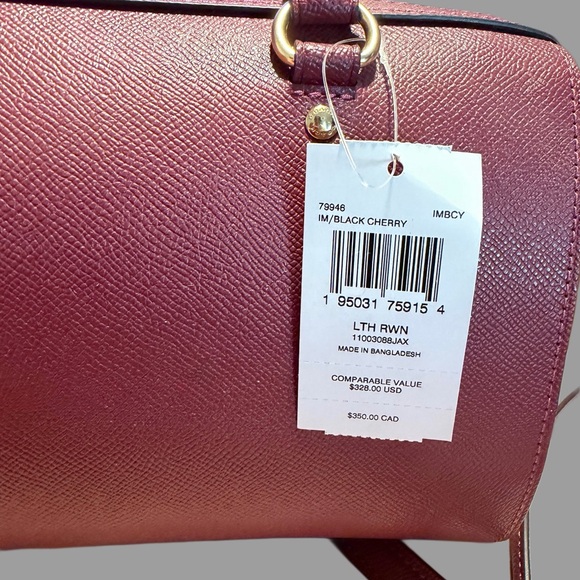 79946 IMBCY
IM/BLACK CHERRY
1 95031 75915 4
LTH RWN
11003088JAX
MADE IN BANGLADESH
COMPARABLE VALUE
$328.00 USD
$350.00 CAD